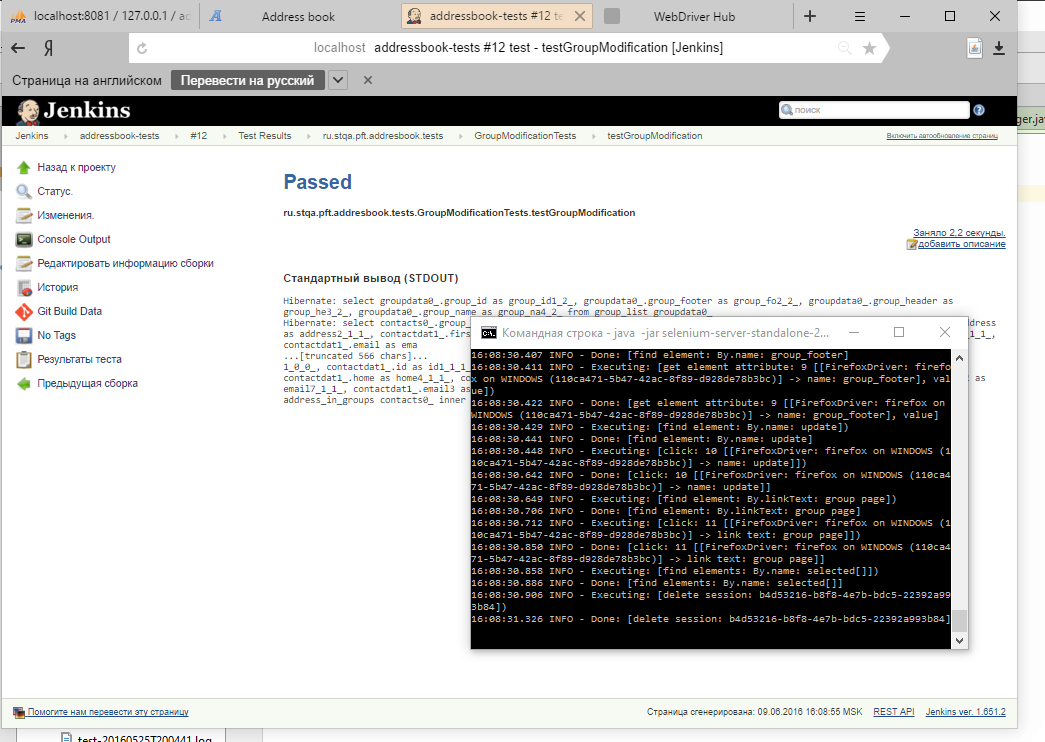 localhost:8081 / 127.0.0.1 / ad
Address book
addressbook-tests #12 te
WebDriver Hub
localhost addressbook-tests #12 test - testGroupModification [Jenkins]
Страница на английском
Перевести на русский
Jenkins
поиск
ger.ja
Jenkins
addressbook-tests
#12
Test Results
ru.stqa.pft.addresbook.tests
GroupModificationTests
testGroupModification
Включить автообновление страниц
Назад к проекту
Статус.
Изменения.
Console Output
Редактировать информацию сборки
История
Git Build Data
No Tags
Результаты теста
Предыдущая сборка
Passed
ru.stqa.pft.addresbook.tests.GroupModificationTests.testGroupModification
Заняло 2,2 секунды.
добавить описание
Стандартный вывод (STDOUT)
Hibernate: select groupdata0_.group_id as group_id1_2_, groupdata0_.group_footer as group_fo2_2_, groupdata0_.group_header as
group_he3_2_, groupdata0_.group_name as group_na4_2_ from group_list groupdata0_
Hibernate: select contacts0_.group_
address
as address2_1_1_, contactdat1_.firs
_1_1_,
contactdat1_.email as ema
...[truncated 566 chars]...
1_0_0_, contactdat1_.id as id1_1_1_
contactdat1_.home as home4_1_1_, co
as
email7_1_1_, contactdat1_.email3 as
address_in_groups contacts0_ inner
Командная строка - java -jar selenium-server-standalone-2...
16:08:30.407 INFO - Done: [find element: By.name: group_footer]
16:08:30.411 INFO - Executing: [get element attribute: 9 [[FirefoxDriver: firefo
x on WINDOWS (110ca471-5b47-42ac-8f89-d928de78b3bc)] -> name: group_footer], val
ue])
16:08:30.422 INFO - Done: [get element attribute: 9 [[FirefoxDriver: firefox on
WINDOWS (110ca471-5b47-42ac-8f89-d928de78b3bc)] -> name: group_footer], value]
16:08:30.429 INFO - Executing: [find element: By.name: update])
16:08:30.441 INFO - Done: [find element: By.name: update]
16:08:30.448 INFO - Executing: [click: 10 [[FirefoxDriver: firefox on WINDOWS (1
10ca471-5b47-42ac-8f89-d928de78b3bc)] -> name: update]])
16:08:30.642 INFO - Done: [click: 10 [[FirefoxDriver: firefox on WINDOWS (110ca4
71-5b47-42ac-8f89-d928de78b3bc)] -> name: update]]
16:08:30.649 INFO - Executing: [find element: By.linkText: group page])
16:08:30.706 INFO - Done: [find element: By.linkText: group page]
16:08:30.712 INFO - Executing: [click: 11 [[FirefoxDriver: firefox on WINDOWS (1
10ca471-5b47-42ac-8f89-d928de78b3bc)] -> link text: group page]])
16:08:30.850 INFO - Done: [click: 11 [[FirefoxDriver: firefox on WINDOWS (110ca4
71-5b47-42ac-8f89-d928de78b3bc)] -> link text: group page]]
16:08:30.858 INFO - Executing: [find elements: By.name: selected[]])
16:08:30.886 INFO - Done: [find elements: By.name: selected[]]
16:08:30.906 INFO - Executing: [delete session: b4d53216-b8f8-4e7b-bdc5-22392a99
3b84])
16:08:31.326 INFO - Done: [delete session: b4d53216-b8f8-4e7b-bdc5-22392a993b84]
Помогите нам перевести эту страницу
Страница сгенерирована: 09.06.2016 16:08:55 MSK
REST API
Jenkins ver. 1.651.2
test-20160525T200441.log